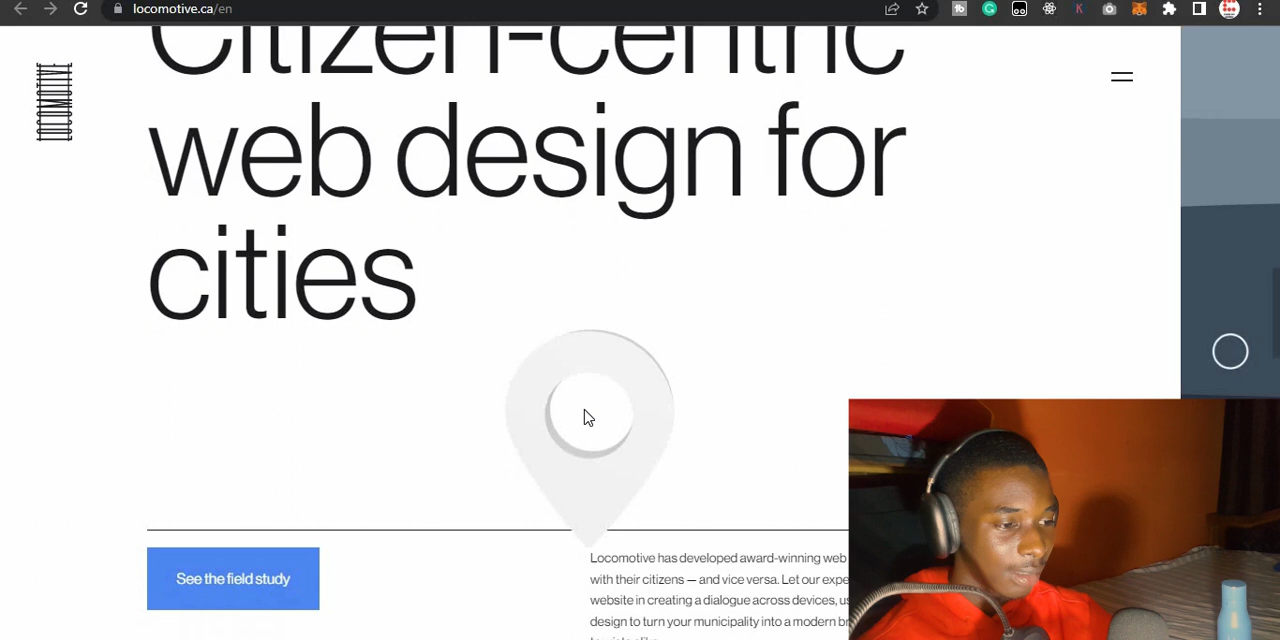 locomotive.ca/en
Citizen-centric
web design for
cities
See the field study
Locomotive has developed award-winning web
with their citizens — and vice versa. Let our expe
website in creating a dialogue across devices, us
design to turn your municipality into a modern br